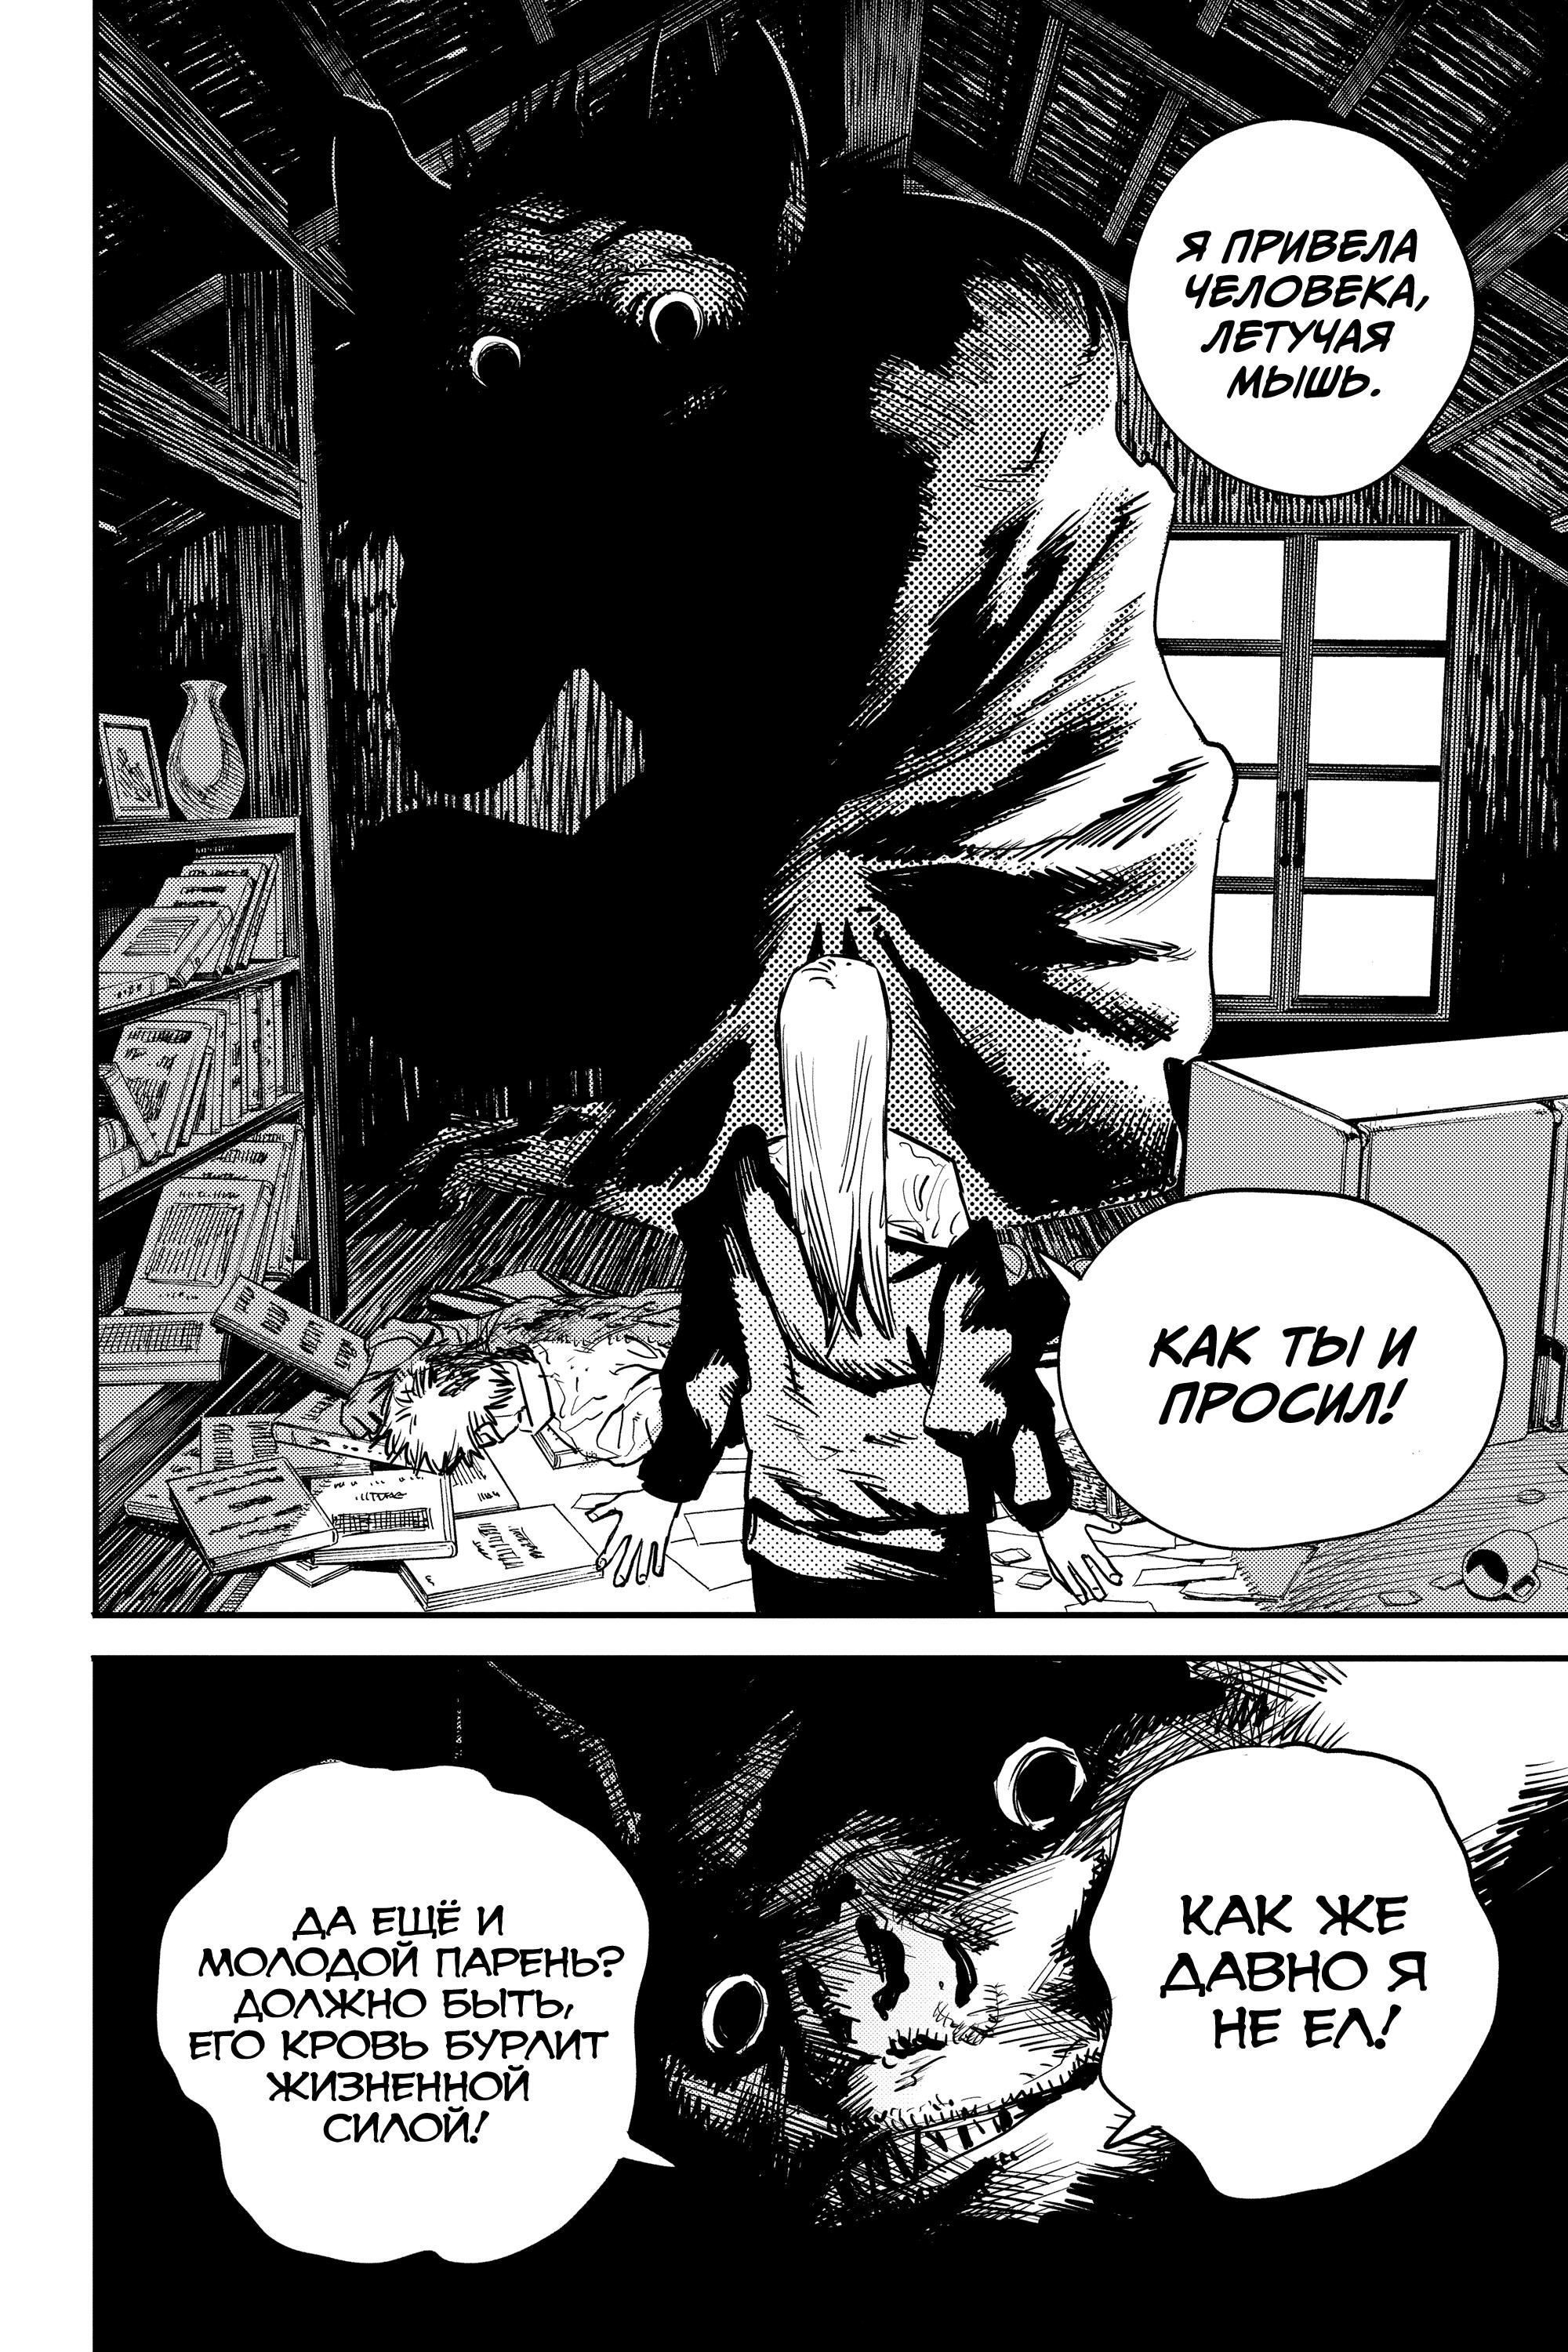 Я ПРИВЕЛА
ЧЕЛОВЕКА,
ЛЕТУЧАЯ
МЫШЬ.
КАК ТЫ И
ПРОСИЛ!
КАК ЖЕ
ДАВНО Я
НЕ ЕЛ!
ДА ЕЩЁ И
МОЛОДОЙ ПАРЕНЬ?
ДОЛЖНО БЫТЬ,
ЕГО КРОВЬ БУРЛИТ
ЖИЗНЕННОЙ
СИЛОЙ!